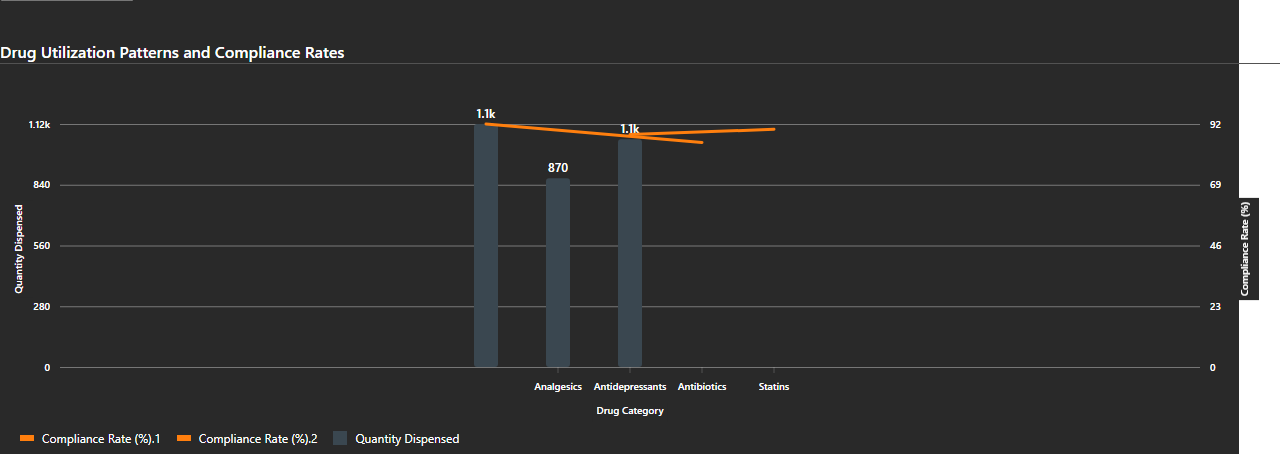 Drug Utilization Patterns and Compliance Rates
1.12k
840
560
280
0
Quantity Dispensed
1.1k
870
1.1k
92
69
46
23
0
Compliance Rate (%)
Analgesics Antidepressants Antibiotics Statins
Drug Category
Compliance Rate (%).1 Compliance Rate (%).2 Quantity Dispensed